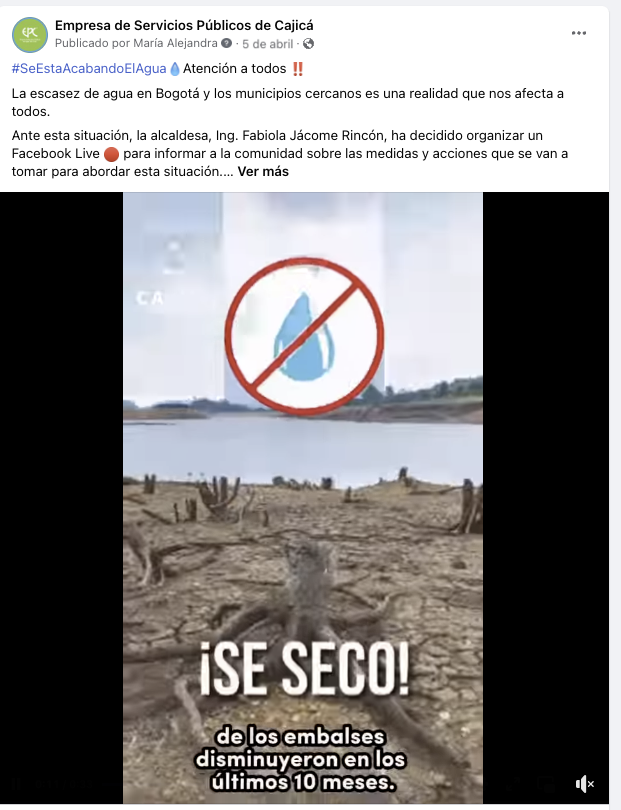 EPC
Empresa de Servicios Públicos de Cajicá
Publicado por María Alejandra · 5 de abril ·
#SeEstaAcabandoElAgua💧Atención a todos ‼️
La escasez de agua en Bogotá y los municipios cercanos es una realidad que nos afecta a
todos.
Ante esta situación, la alcaldesa, Ing. Fabiola Jácome Rincón, ha decidido organizar un
Facebook Live 🔴 para informar a la comunidad sobre las medidas y acciones que se van a
tomar para abordar esta situación.... Ver más
CA
¡SE SECO!
de los embalses
disminuyeron en los
últimos 10 meses.